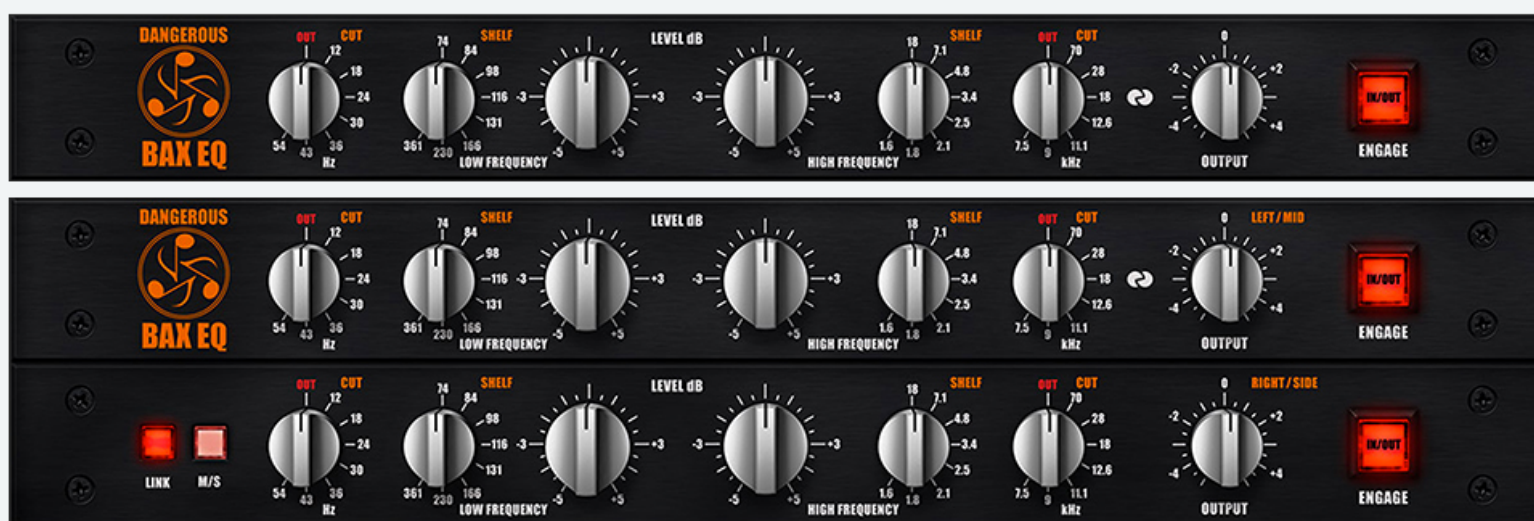 DANGEROUS
BAX EQ
OUT CUT
12
18
24
30
36
43
54
Hz
74 SHELF
84
98
116
131
166
230
361
LOW FREQUENCY
LEVEL dB
-3 +3
-5 +5
-3 +3
-5 +5
HIGH FREQUENCY
18 SHELF
7.1
4.8
3.4
2.5
2.1
1.8
1.6
OUT CUT
70
28
18
12.6
11.1
9
7.5
kHz
0
-2 +2
-4 +4
OUTPUT
IN/OUT
ENGAGE
DANGEROUS
BAX EQ
OUT CUT
12
18
24
30
36
43
54
Hz
74 SHELF
84
98
116
131
166
230
361
LOW FREQUENCY
LEVEL dB
-3 +3
-5 +5
-3 +3
-5 +5
HIGH FREQUENCY
18 SHELF
7.1
4.8
3.4
2.5
2.1
1.8
1.6
OUT CUT
70
28
18
12.6
11.1
9
7.5
kHz
0 LEFT/MID
-2 +2
-4 +4
OUTPUT
IN/OUT
ENGAGE
LINK M/S
OUT CUT
12
18
24
30
36
43
54
Hz
74 SHELF
84
98
116
131
166
230
361
LOW FREQUENCY
LEVEL dB
-3 +3
-5 +5
-3 +3
-5 +5
HIGH FREQUENCY
18 SHELF
7.1
4.8
3.4
2.5
2.1
1.8
1.6
OUT CUT
70
28
18
12.6
11.1
9
7.5
kHz
0 RIGHT/SIDE
-2 +2
-4 +4
OUTPUT
IN/OUT
ENGAGE